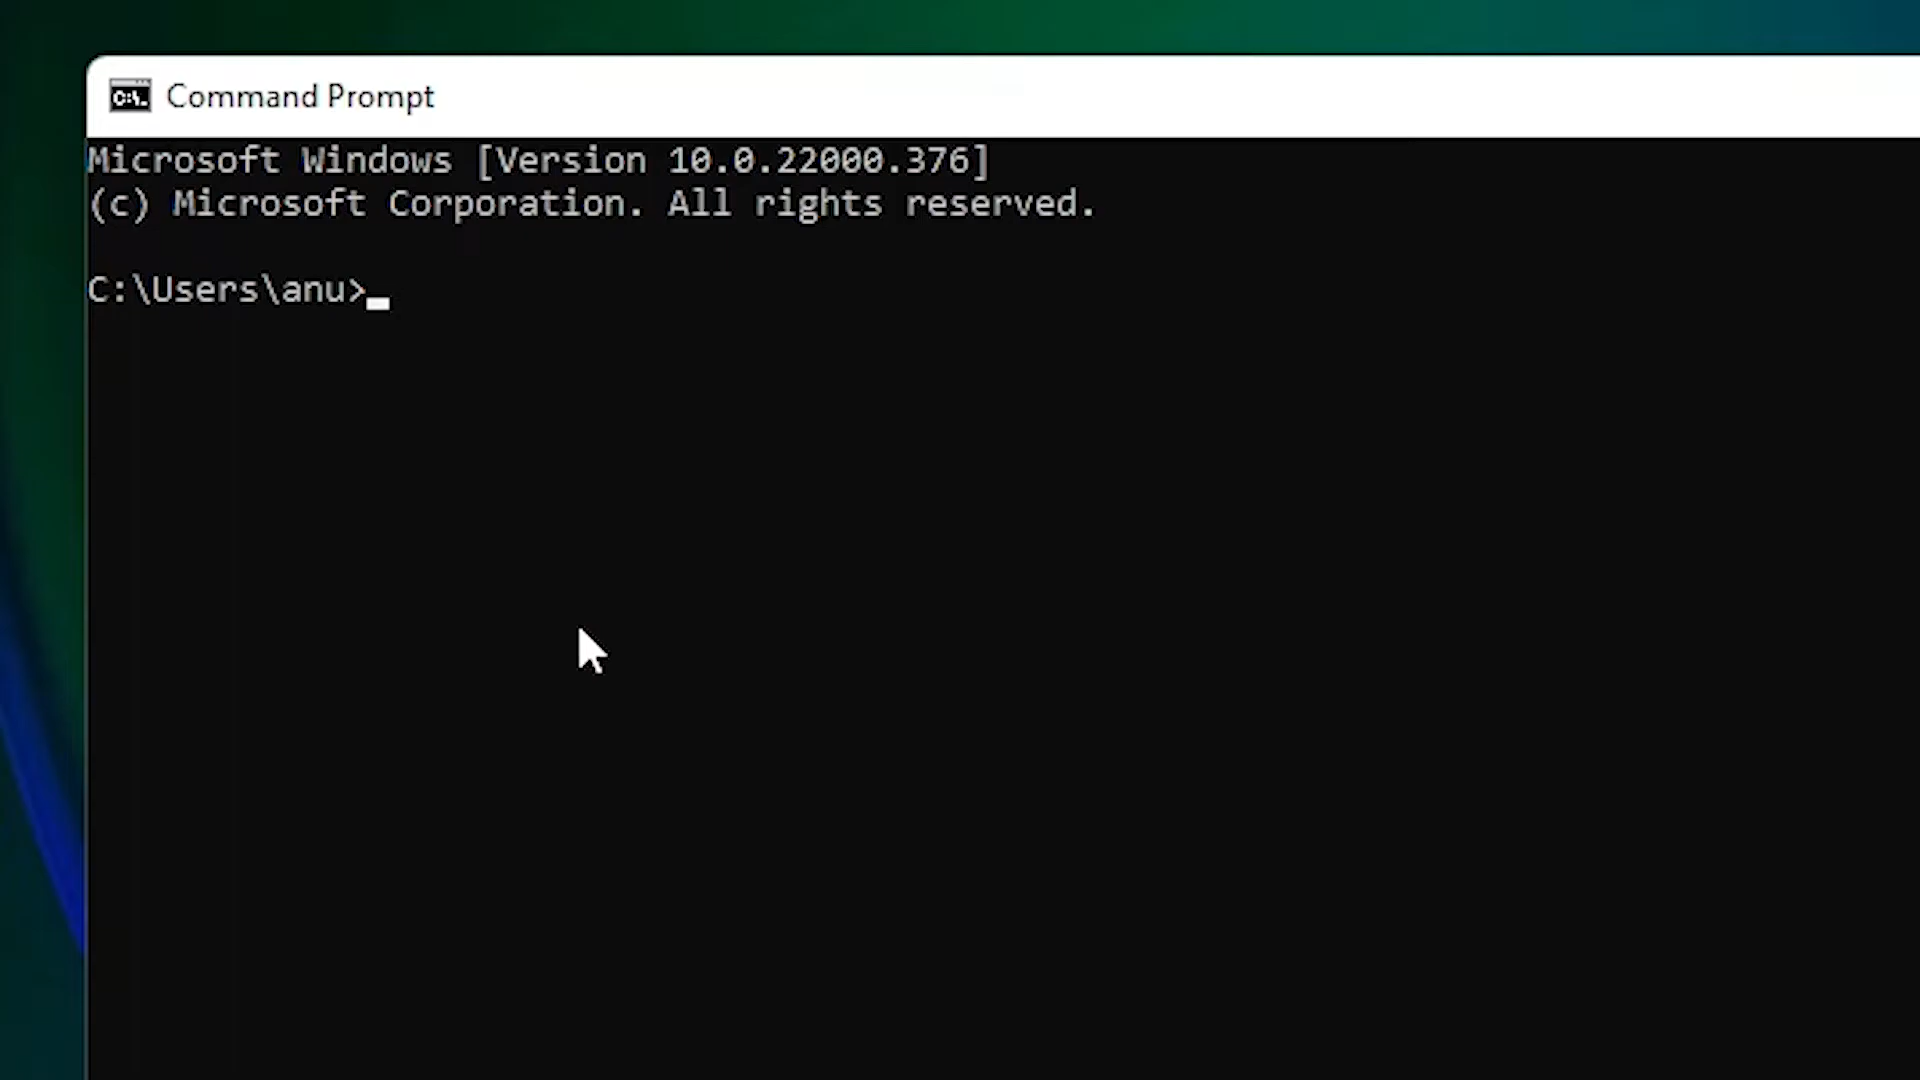 C:\.
Command Prompt
Microsoft Windows [Version 10.0.22000.376]
(c) Microsoft Corporation. All rights reserved.
C:\Users\anu>